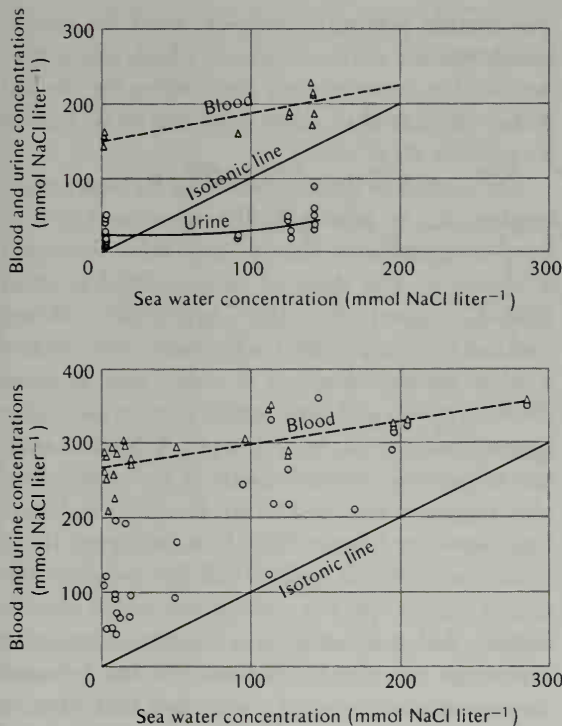 Blood and urine concentrations
(mmol NaCl liter⁻¹)
300
200
100
0
100
200
300
Blood
Isotonic line
Urine
Sea water concentration (mmol NaCl liter⁻¹)
Blood and urine concentrations
(mmol NaCl liter⁻¹)
400
300
200
100
0
100
200
300
Blood
Isotonic line
Sea water concentration (mmol NaCl liter⁻¹)